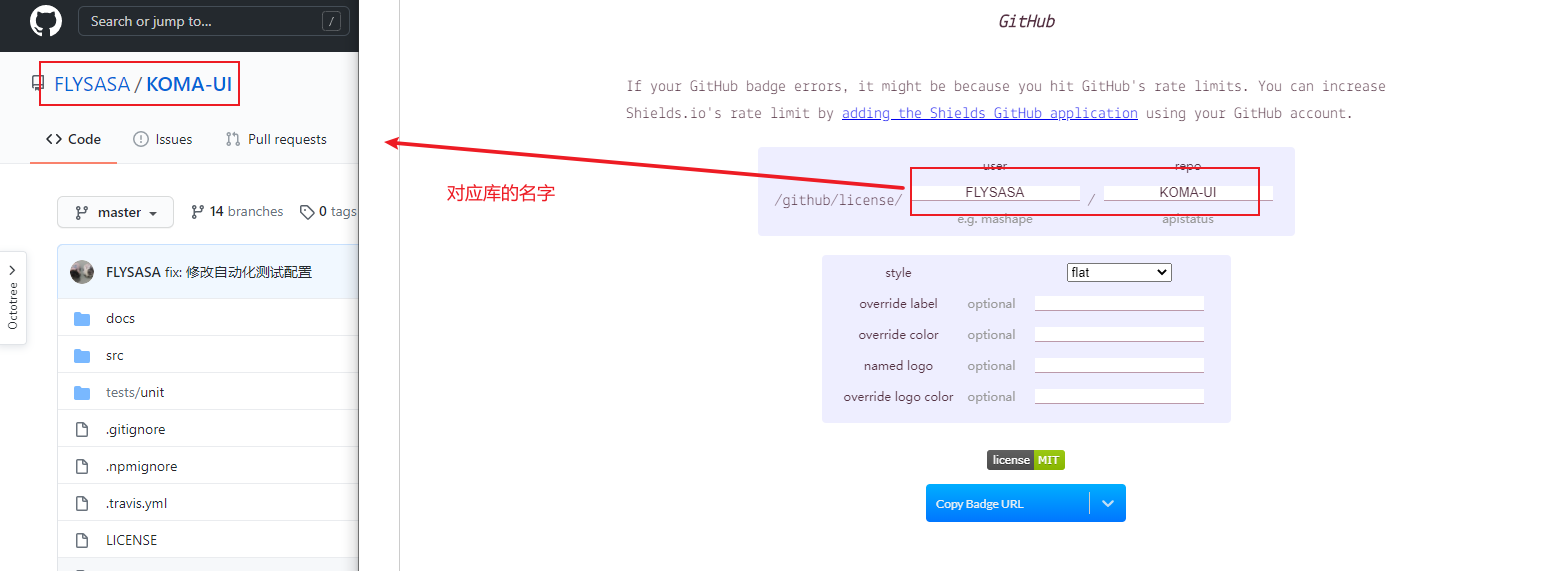 Search or jump to...
/
FLYSASA / KOMA-UI
Code
Issues
Pull requests
master
14 branches
0 tags
Octotree
FLYSASA fix: 修改自动化测试配置
docs
src
tests/unit
.gitignore
.npmignore
.travis.yml
LICENSE
对应库的名字
GitHub
If your GitHub badge errors, it might be because you hit GitHub's rate limits. You can increase
Shields.io's rate limit by adding the Shields GitHub application using your GitHub account.
user
repo
/github/license/ FLYSASA / KOMA-UI
e.g. mashape
apistatus
style flat
override label optional
override color optional
named logo optional
override logo color optional
license MIT
Copy Badge URL